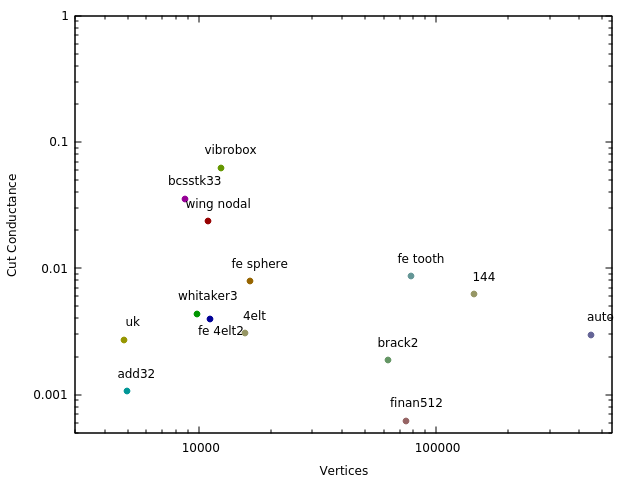 1
0.1
0.01
0.001
Cut Conductance
vibrobox
bcsstk33
wing nodal
fe sphere
fe tooth
144
whitaker3
4elt
auto
uk
fe 4elt2
brack2
add32
finan512
10000
100000
Vertices